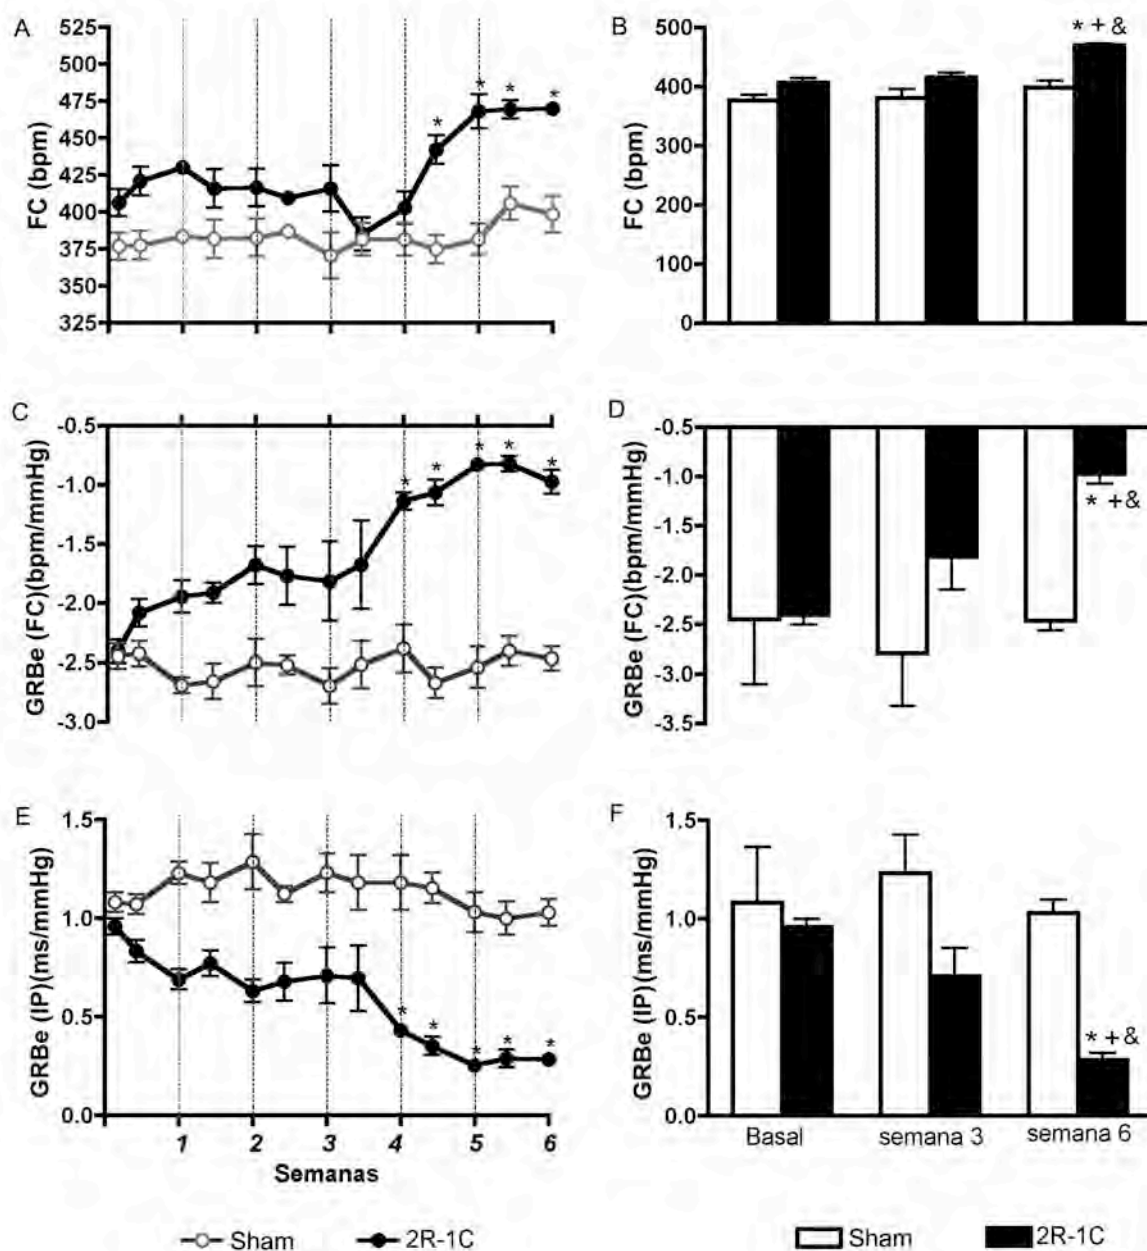 A
FC (bpm)
525
500
475
450
425
400
375
350
325
* * * *
B
FC (bpm)
500
400
300
200
100
0
* + &
C
GRBe (FC)(bpm/mmHg)
-0.5
-1.0
-1.5
-2.0
-2.5
-3.0
* * * * *
D
GRBe (FC)(bpm/mmHg)
-0.5
-1.0
-1.5
-2.0
-2.5
-3.0
-3.5
* +&
E
GRBe (IP)(ms/mmHg)
1.5
1.0
0.5
0.0
* * * * *
1 2 3 4 5 6
Semanas
F
GRBe (IP)(ms/mmHg)
1.5
1.0
0.5
0.0
* + &
Basal semana 3 semana 6
Sham 2R-1C
Sham 2R-1C